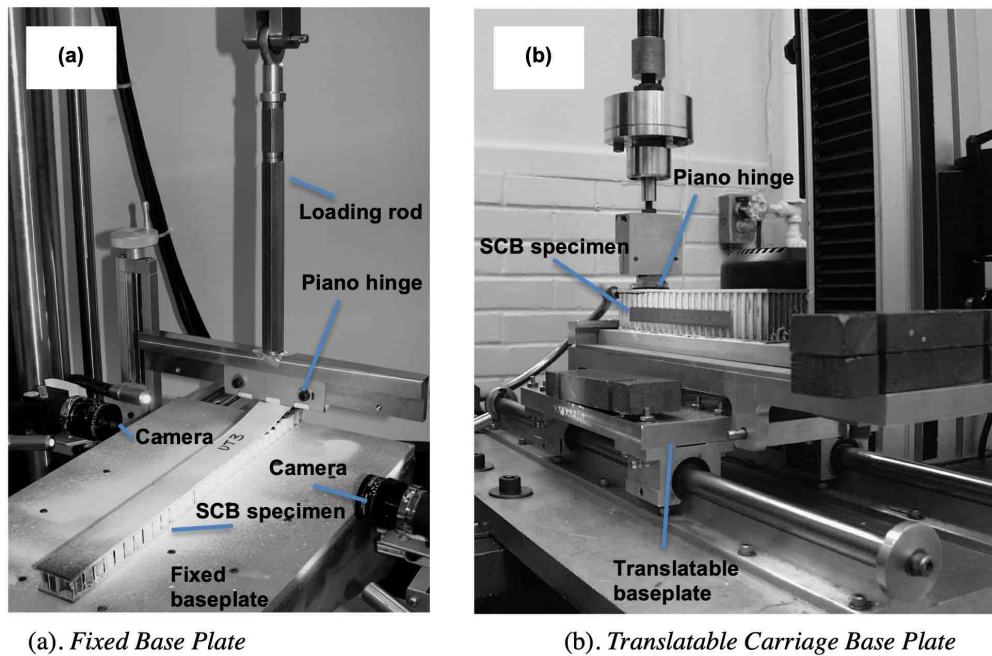 (a)
Loading rod
Piano hinge
Camera
Camera
SCB specimen
Fixed
baseplate
UT3
(b)
Piano hinge
SCB specimen
Translatable
baseplate
(a). Fixed Base Plate
(b). Translatable Carriage Base Plate